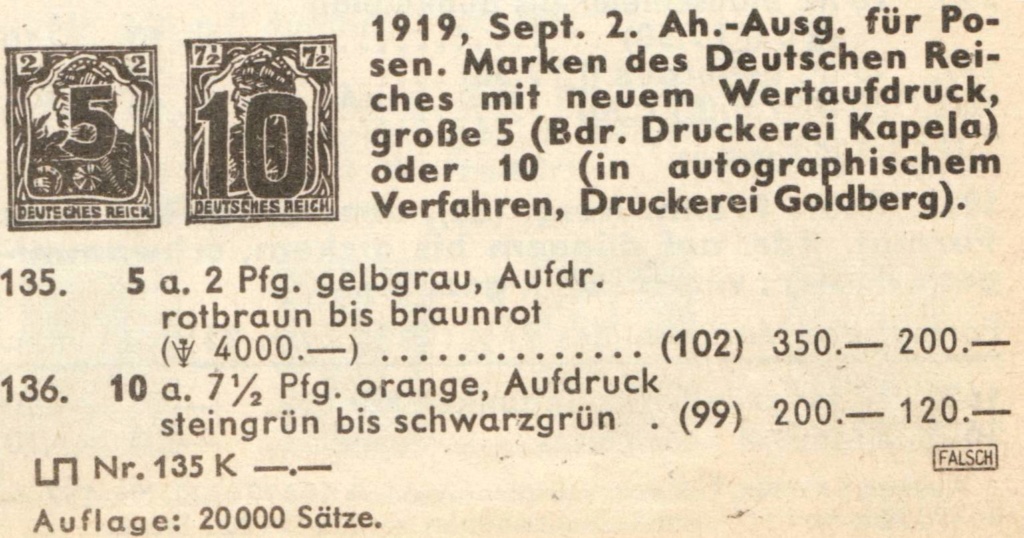 1919, Sept. 2. Ah.-Ausg. für Po-
sen. Marken des Deutschen Rei-
ches mit neuem Wertaufdruck,
große 5 (Bdr. Druckerei Kapela)
oder 10 (in autographischem
Verfahren, Druckerei Goldberg).
2 2
5
DEUTSCHES REICH
7½ 7½
10
DEUTSCHES REICH
135. 5 a. 2 Pfg. gelbgrau, Aufdr.
rotbraun bis braunrot
(4000.—) ............... (102) 350.— 200.—
136. 10 a. 7½ Pfg. orange, Aufdruck
steingrün bis schwarzgrün . (99) 200.— 120.—
Nr. 135 K —.—
FALSCH
Auflage: 20000 Sätze.